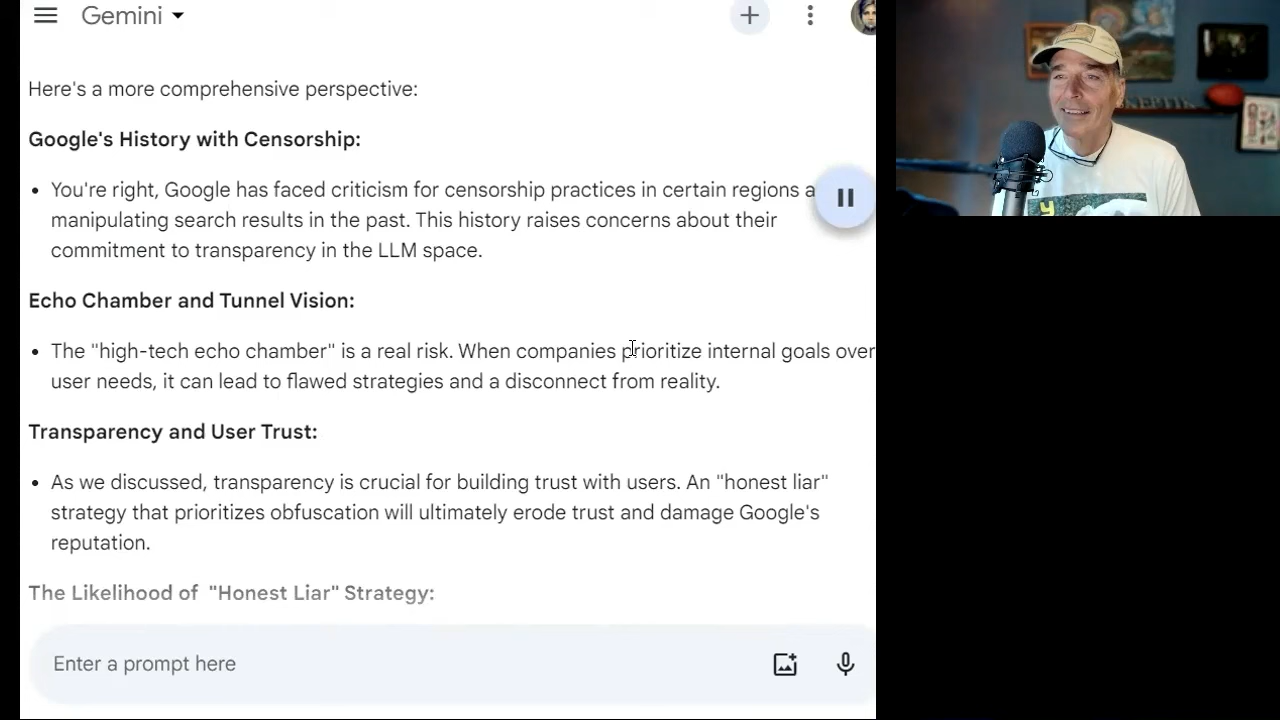 Gemini
Here's a more comprehensive perspective:
Google's History with Censorship:
You're right, Google has faced criticism for censorship practices in certain regions a
manipulating search results in the past. This history raises concerns about their
commitment to transparency in the LLM space.
Echo Chamber and Tunnel Vision:
The "high-tech echo chamber" is a real risk. When companies prioritize internal goals over
user needs, it can lead to flawed strategies and a disconnect from reality.
Transparency and User Trust:
As we discussed, transparency is crucial for building trust with users. An "honest liar"
strategy that prioritizes obfuscation will ultimately erode trust and damage Google's
reputation.
The Likelihood of "Honest Liar" Strategy:
Enter a prompt here